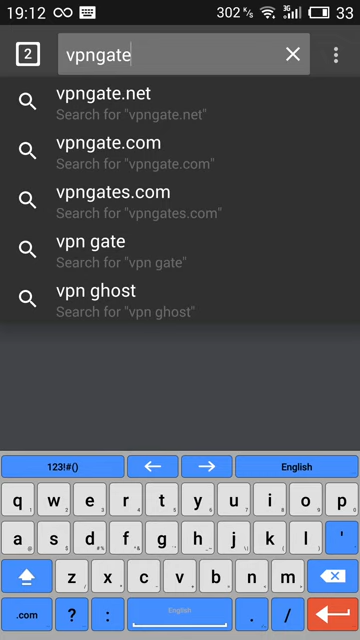 19:12 302 K/s 3G 33
2 vpngate
vpngate.net
Search for "vpngate.net"
vpngate.com
Search for "vpngate.com"
vpngates.com
Search for "vpngates.com"
vpn gate
Search for "vpn gate"
vpn ghost
Search for "vpn ghost"
123!#() English
q w e r t y u i o p
a s d f g h j k l '
z x c v b n m
.com ? : English . /